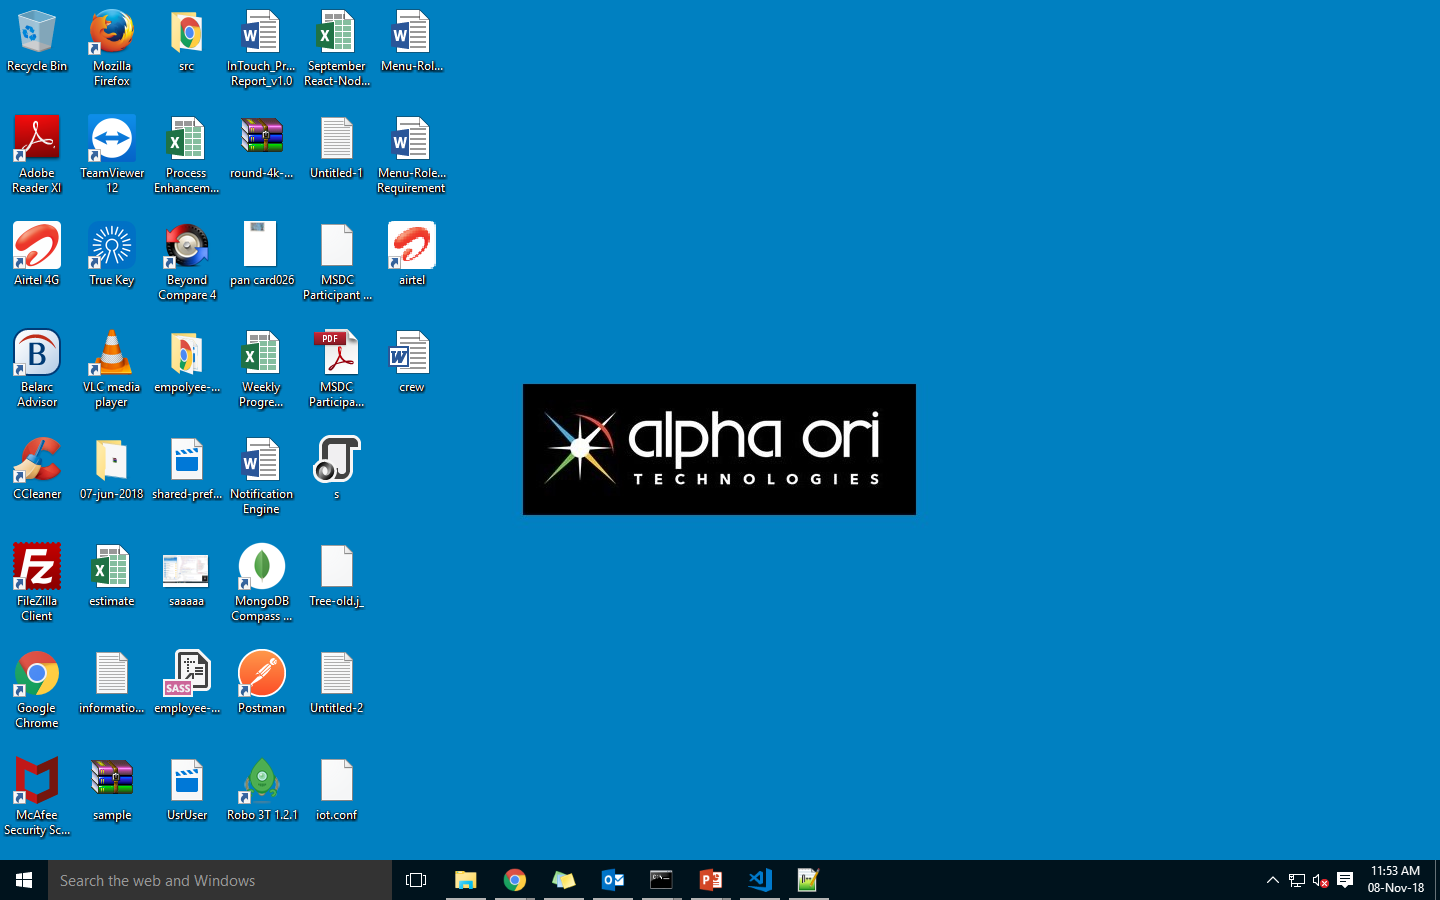 Recycle Bin
Mozilla
Firefox
src
InTouch_Pr...
Report_v1.0
September
React-Nod...
Menu-Rol...
Adobe
Reader XI
TeamViewer
12
Process
Enhancem...
round-4k-...
Untitled-1
Menu-Role...
Requirement
Airtel 4G
True Key
Beyond
Compare 4
pan card026
MSDC
Participant ...
airtel
Belarc
Advisor
VLC media
player
empolyee-...
Weekly
Progre...
PDF
MSDC
Participa...
crew
CCleaner
07-jun-2018
shared-pref...
Notification
Engine
s
FileZilla
Client
estimate
saaaaa
MongoDB
Compass ...
Tree-old.j_
Google
Chrome
informatio...
SASS
employee-...
Postman
Untitled-2
McAfee
Security Sc...
sample
UsrUser
Robo 3T 1.2.1
iot.conf
alpha ori
TECHNOLOGIES
Search the web and Windows
11:53 AM
08-Nov-18